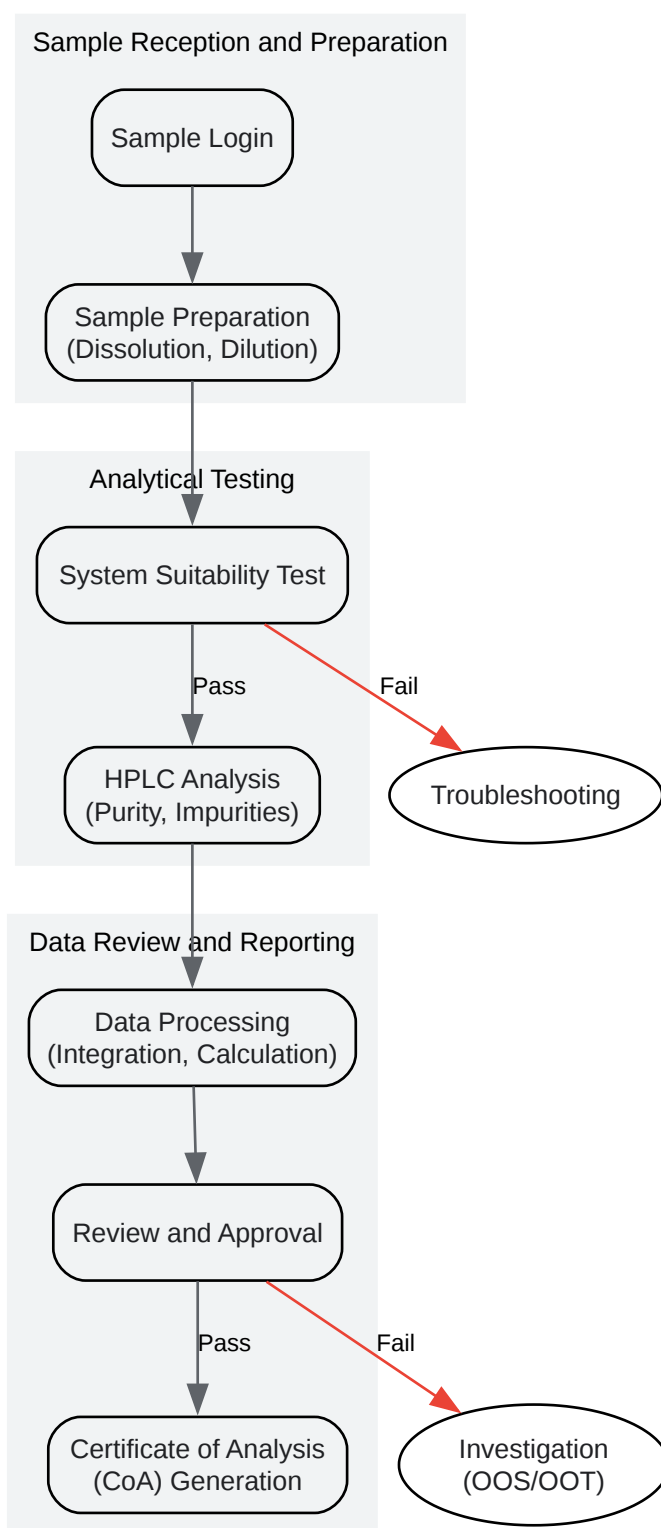 Sample Reception and Preparation
Sample Login
Sample Preparation
(Dissolution, Dilution)
Analytical Testing
System Suitability Test
Pass
Fail
HPLC Analysis
(Purity, Impurities)
Troubleshooting
Data Review and Reporting
Data Processing
(Integration, Calculation)
Review and Approval
Pass
Fail
Certificate of Analysis
(CoA) Generation
Investigation
(OOS/OOT)